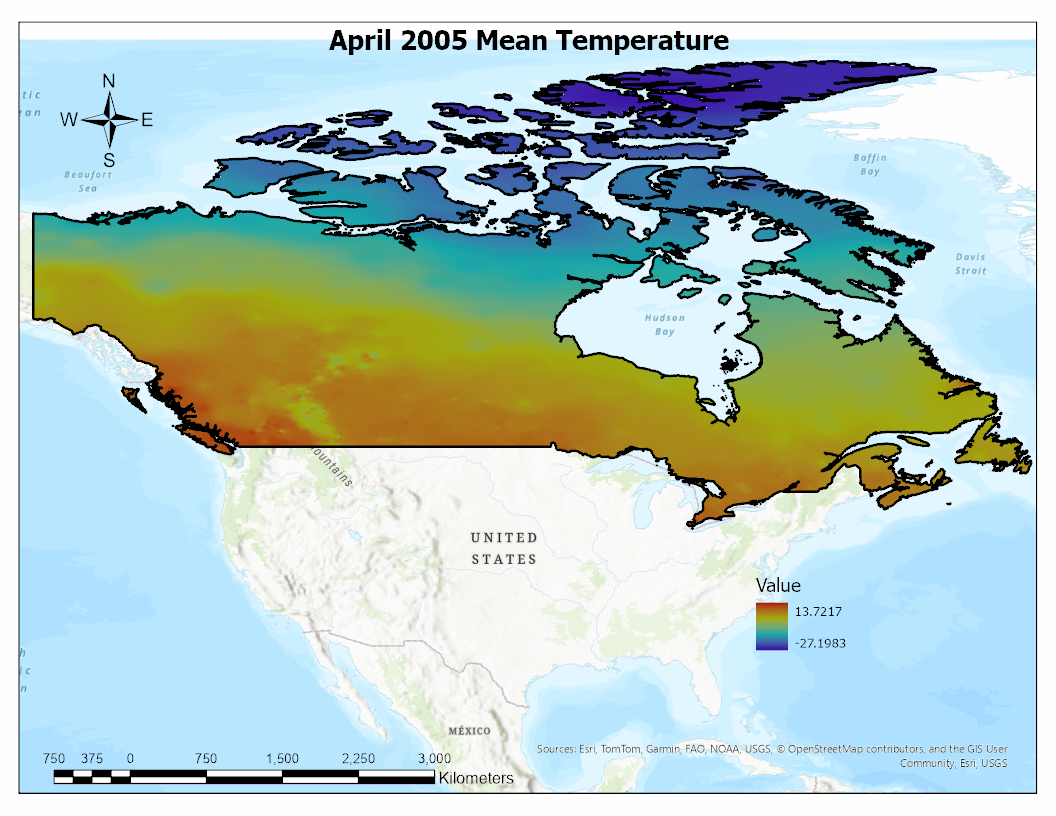 April 2005 Mean Temperature
N
W E
S
tic
ean
Beaufort
Sea
Baffin
Bay
Davis
Strait
Hudson
Bay
ountains
UNITED
STATES
Value
13.7217
-27.1983
h
ic
n
MÉXICO
Sources: Esri, TomTom, Garmin, FAO, NOAA, USGS, © OpenStreetMap contributors, and the GIS User
Community, Esri, USGS
750 375 0 750 1,500 2,250 3,000
Kilometers